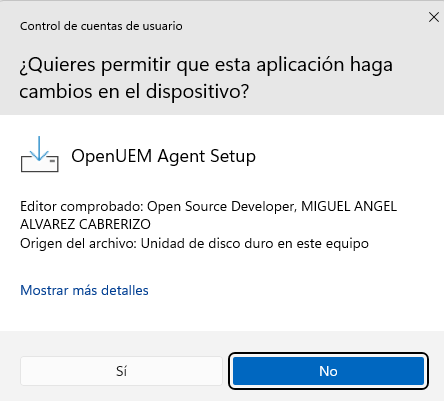 Control de cuentas de usuario
¿Quieres permitir que esta aplicación haga
cambios en el dispositivo?
OpenUEM Agent Setup
Editor comprobado: Open Source Developer, MIGUEL ANGEL
ALVAREZ CABRERIZO
Origen del archivo: Unidad de disco duro en este equipo
Mostrar más detalles
Sí
No